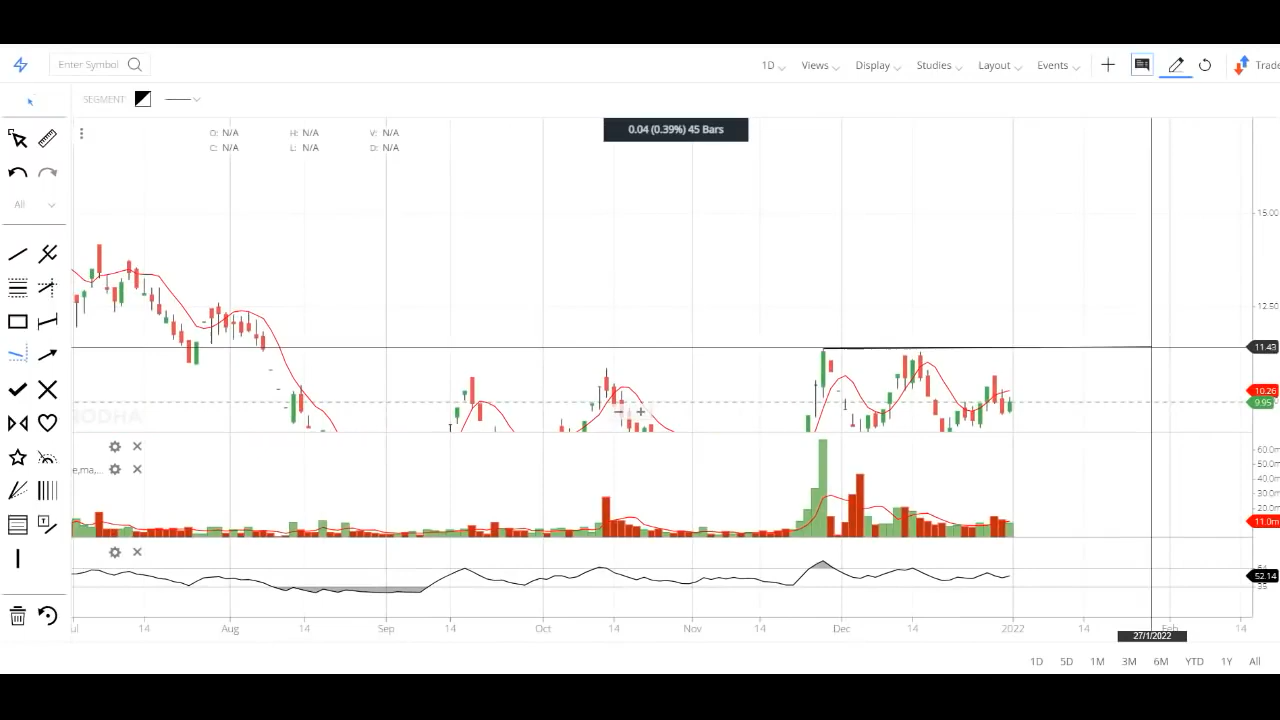 Enter Symbol 1D Views Display Studies Layout Events Trade
SEGMENT
0.04 (0.39%) 45 Bars
O: N/A H: N/A V: N/A
C: N/A L: N/A D: N/A
15.00
12.50
11.43
10.26
9.95
All
RODHA
60.0m
50.0m
40.0m
30.0m
e,ma,...
11.0m
52.14
14 Aug 14 Sep 14 Oct 14 Nov 14 Dec 14 2022 14 Feb 14
27/1/2022
1D 5D 1M 3M 6M YTD 1Y All
T